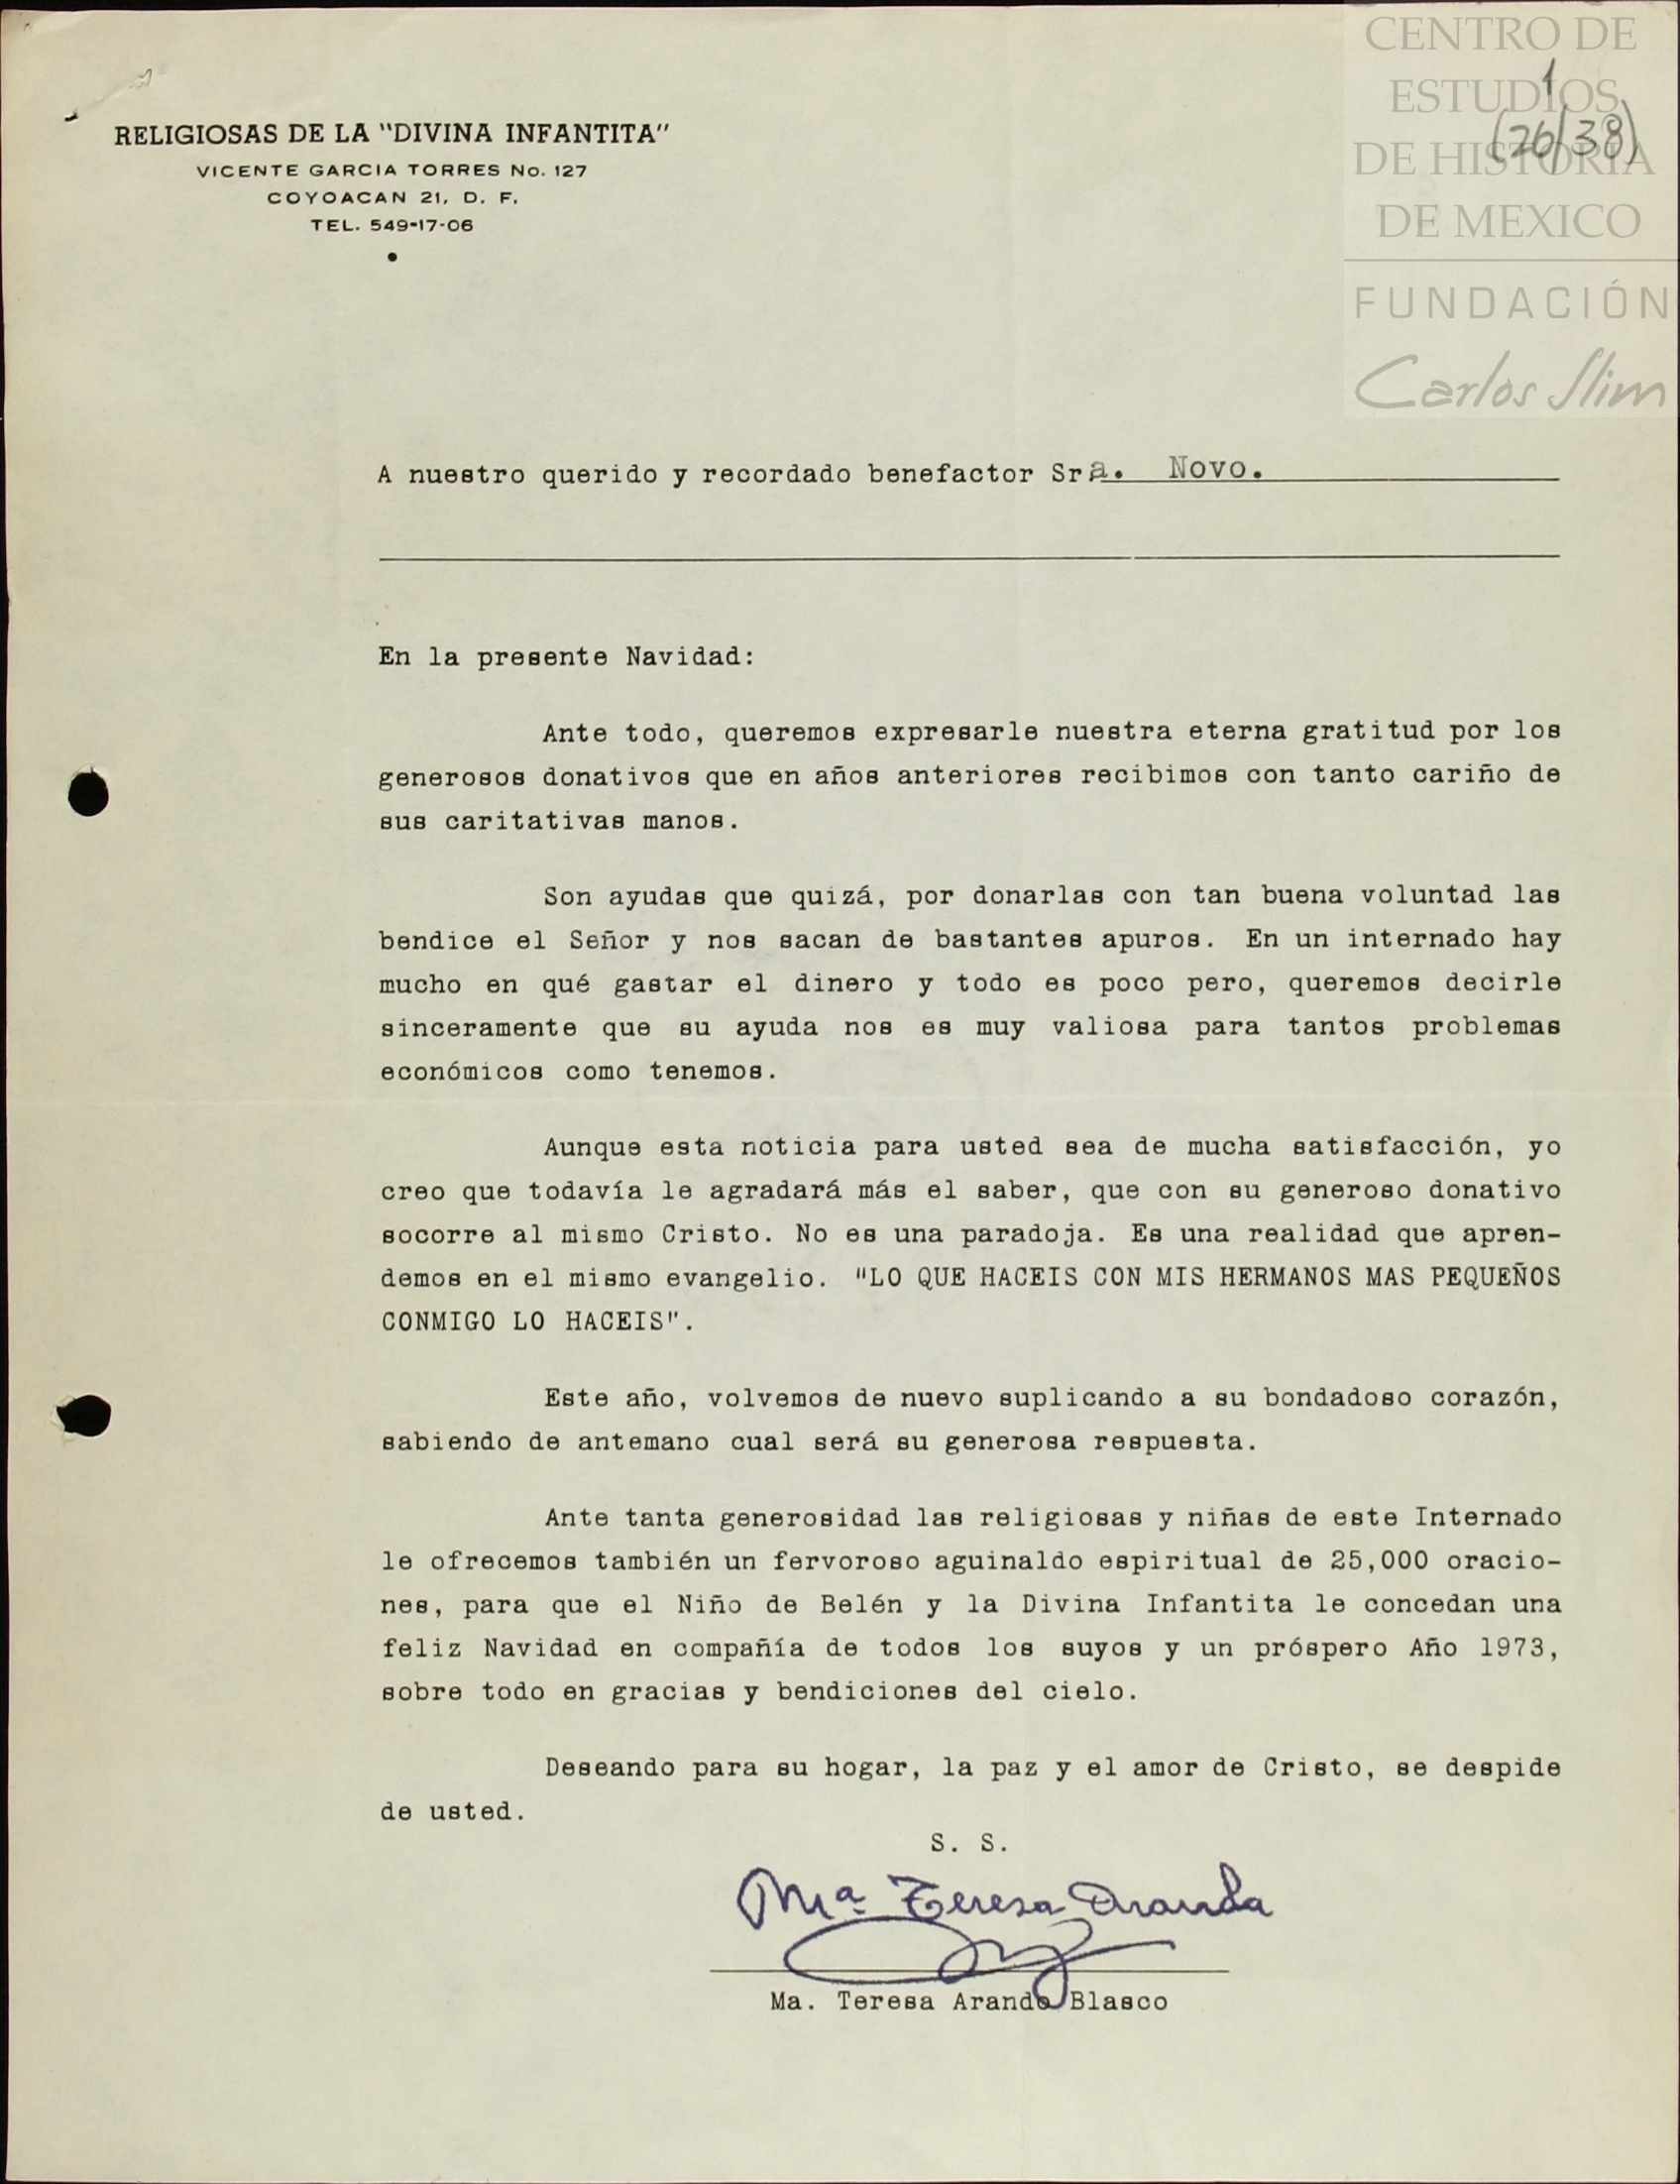 CENTRO DE
ESTUDIOS
DE HISTORIA
DE MEXICO
FUNDACIÓN
Carlos Slim
1
(26/38)
RELIGIOSAS DE LA "DIVINA INFANTITA"
VICENTE GARCIA TORRES No. 127
COYOACAN 21, D. F.
TEL. 549-17-06
A nuestro querido y recordado benefactor Sra. Novo.
En la presente Navidad:
Ante todo, queremos expresarle nuestra eterna gratitud por los
generosos donativos que en años anteriores recibimos con tanto cariño de
sus caritativas manos.
Son ayudas que quizá, por donarlas con tan buena voluntad las
bendice el Señor y nos sacan de bastantes apuros. En un internado hay
mucho en qué gastar el dinero y todo es poco pero, queremos decirle
sinceramente que su ayuda nos es muy valiosa para tantos problemas
económicos como tenemos.
Aunque esta noticia para usted sea de mucha satisfacción, yo
creo que todavía le agradará más el saber, que con su generoso donativo
socorre al mismo Cristo. No es una paradoja. Es una realidad que apren-
demos en el mismo evangelio. "LO QUE HACEIS CON MIS HERMANOS MAS PEQUEÑOS
CONMIGO LO HACEIS".
Este año, volvemos de nuevo suplicando a su bondadoso corazón,
sabiendo de antemano cual será su generosa respuesta.
Ante tanta generosidad las religiosas y niñas de este Internado
le ofrecemos también un fervoroso aguinaldo espiritual de 25,000 oracio-
nes, para que el Niño de Belén y la Divina Infantita le concedan una
feliz Navidad en compañía de todos los suyos y un próspero Año 1973,
sobre todo en gracias y bendiciones del cielo.
Deseando para su hogar, la paz y el amor de Cristo, se despide
de usted.
S. S.
Mª Teresa Aranda
Ma. Teresa Aranda Blasco